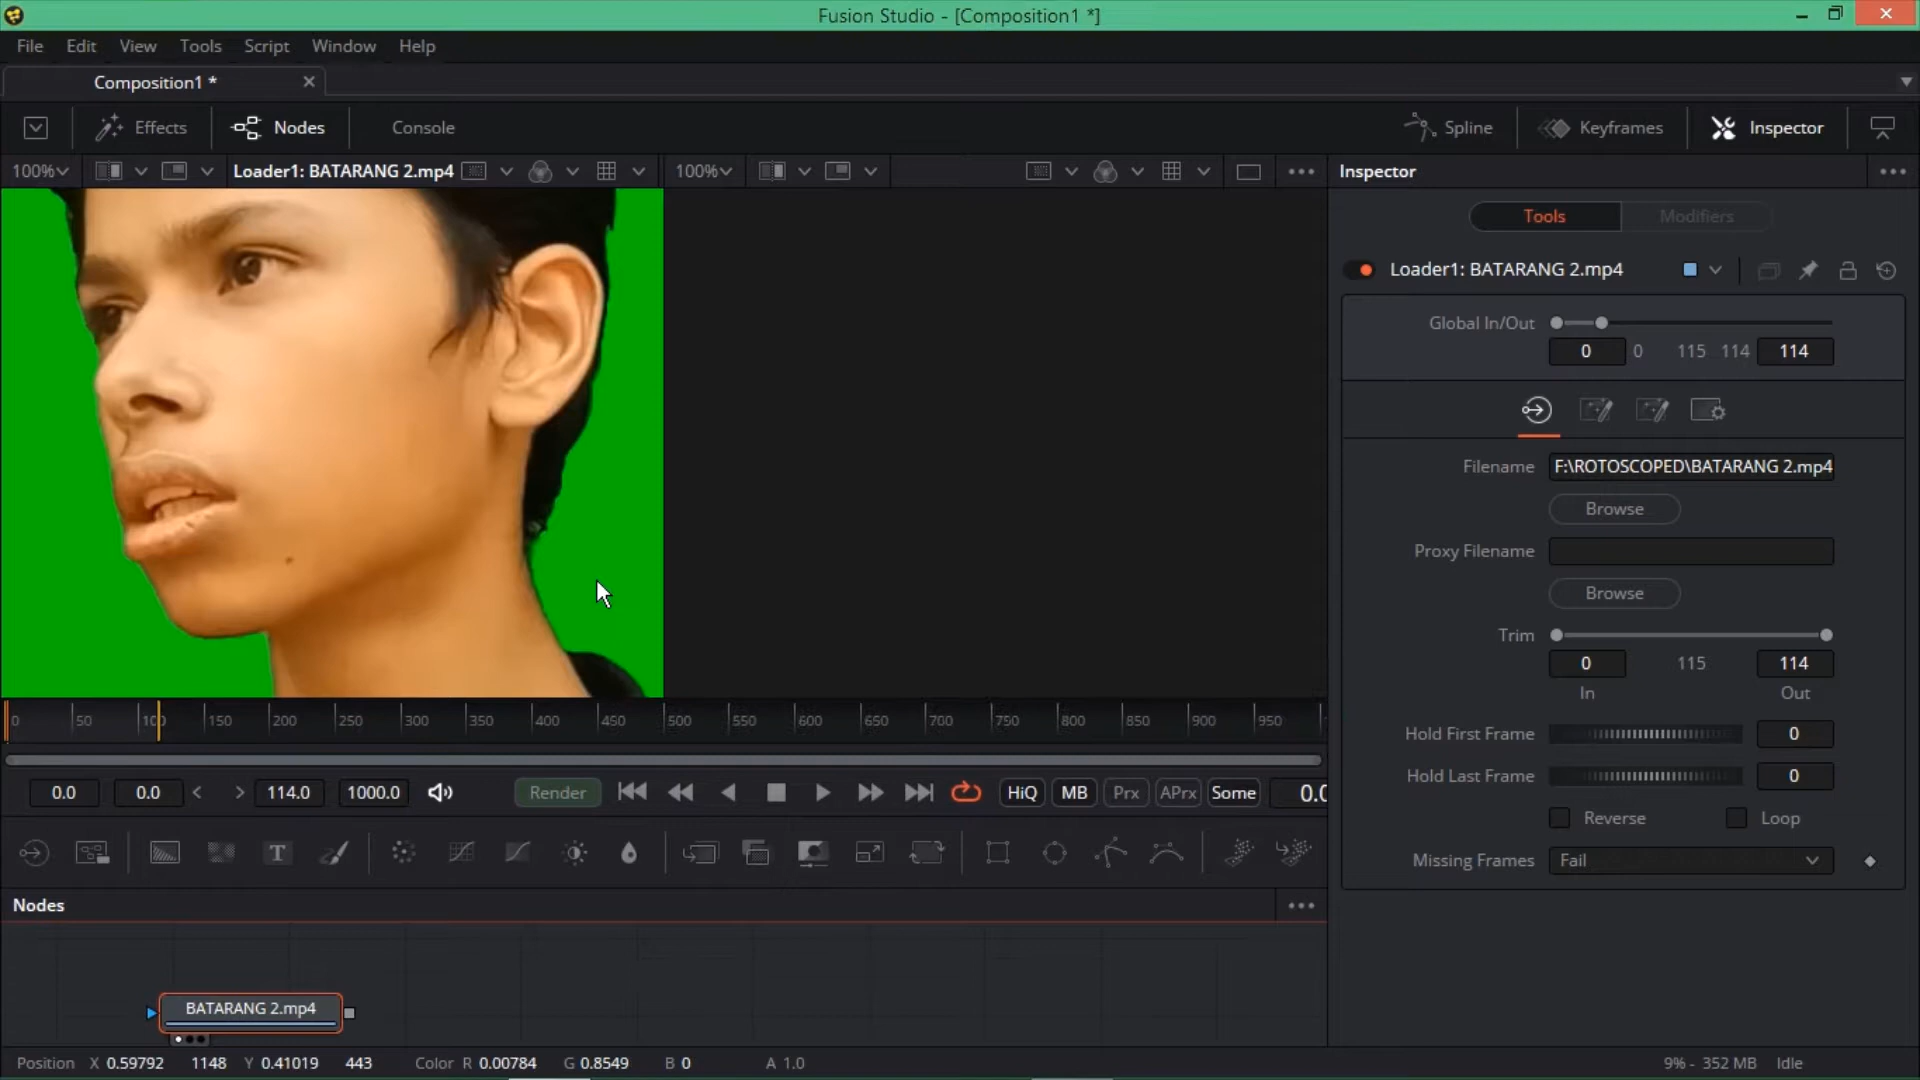 Fusion Studio - [Composition1 *]
File Edit View Tools Script Window Help
Composition1 *
Effects Nodes Console Spline Keyframes Inspector
100% Loader1: BATARANG 2.mp4 100% Inspector
Tools Modifiers
Loader1: BATARANG 2.mp4
Global In/Out
0 0 115 114 114
Filename F:\ROTOSCOPED\BATARANG 2.mp4
Browse
Proxy Filename
Browse
Trim
0 115 114
In Out
0 50 100 150 200 250 300 350 400 450 500 550 600 650 700 750 800 850 900 950
Hold First Frame 0
Hold Last Frame 0
0.0 0.0 < > 114.0 1000.0 Render HiQ MB Prx APrx Some 0.0
Reverse Loop
Missing Frames Fail
T
Nodes
BATARANG 2.mp4
Position X 0.59792 1148 Y 0.41019 443 Color R 0.00784 G 0.8549 B 0 A 1.0 9% - 352 MB Idle